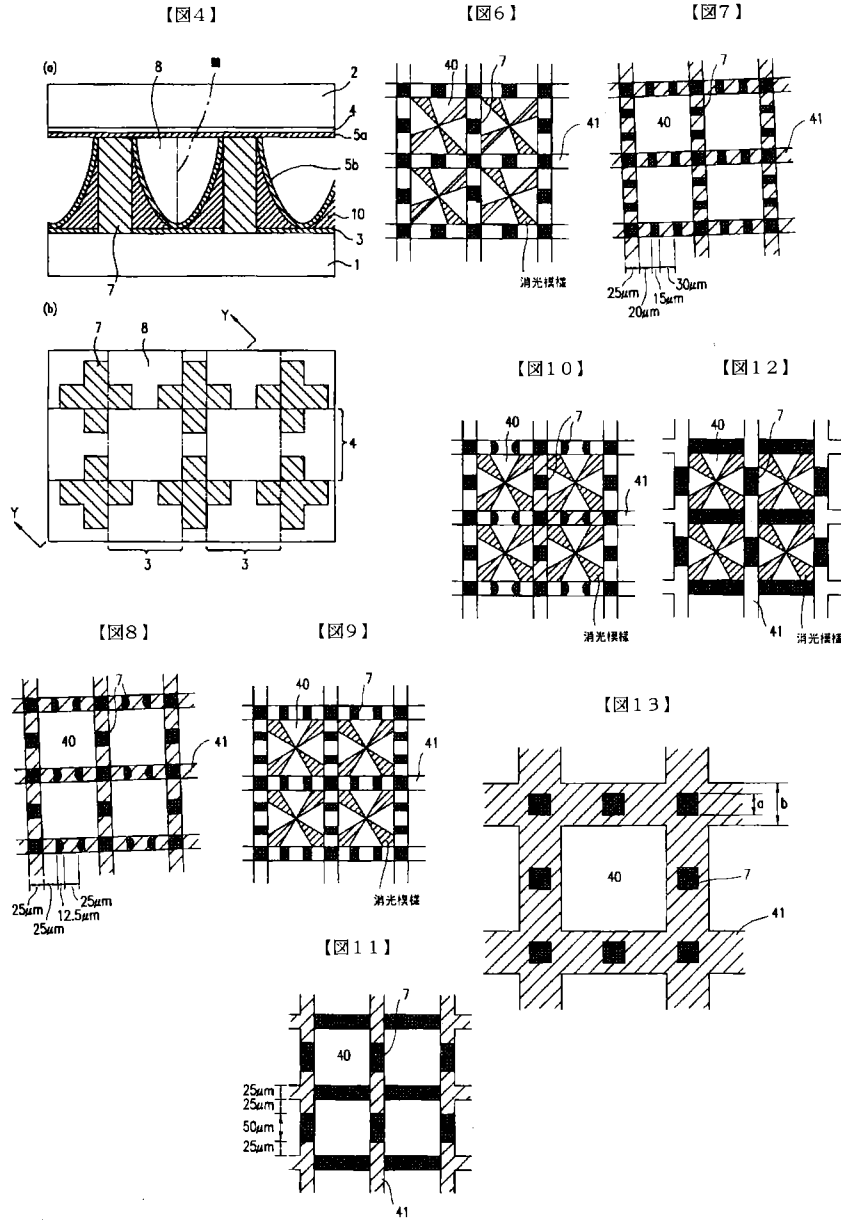 【図4】
(a)
8
2
4
5a
5b
10
3
1
7
(b)
7
8
Y
4
Y
3
3
【図6】
40
7
41
消光模様
【図7】
7
40
41
25μm
20μm
15μm
30μm
【図10】
40
7
41
消光模様
【図12】
40
7
消光模様
41
【図8】
7
40
41
25μm
25μm
12.5μm
25μm
【図9】
40
7
41
消光模様
【図13】
a
b
40
7
41
【図11】
7
40
25μm
25μm
50μm
25μm
41